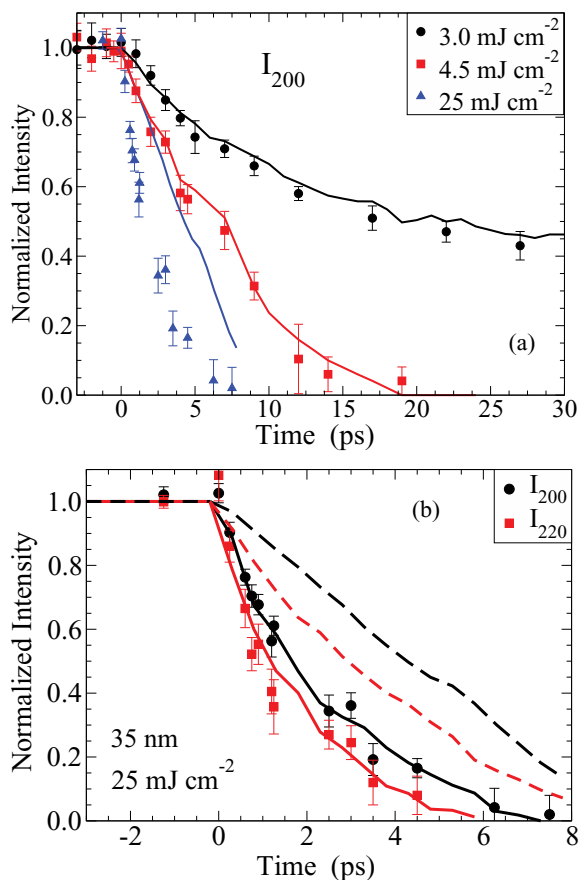 I₂₀₀
3.0 mJ cm⁻²
4.5 mJ cm⁻²
25 mJ cm⁻²
Normalized Intensity
1.0
0.8
0.6
0.4
0.2
0.0
(a)
0 5 10 15 20 25 30
Time (ps)
(b)
I₂₀₀
I₂₂₀
Normalized Intensity
1.0
0.8
0.6
0.4
0.2
0.0
35 nm
25 mJ cm⁻²
-2 0 2 4 6 8
Time (ps)